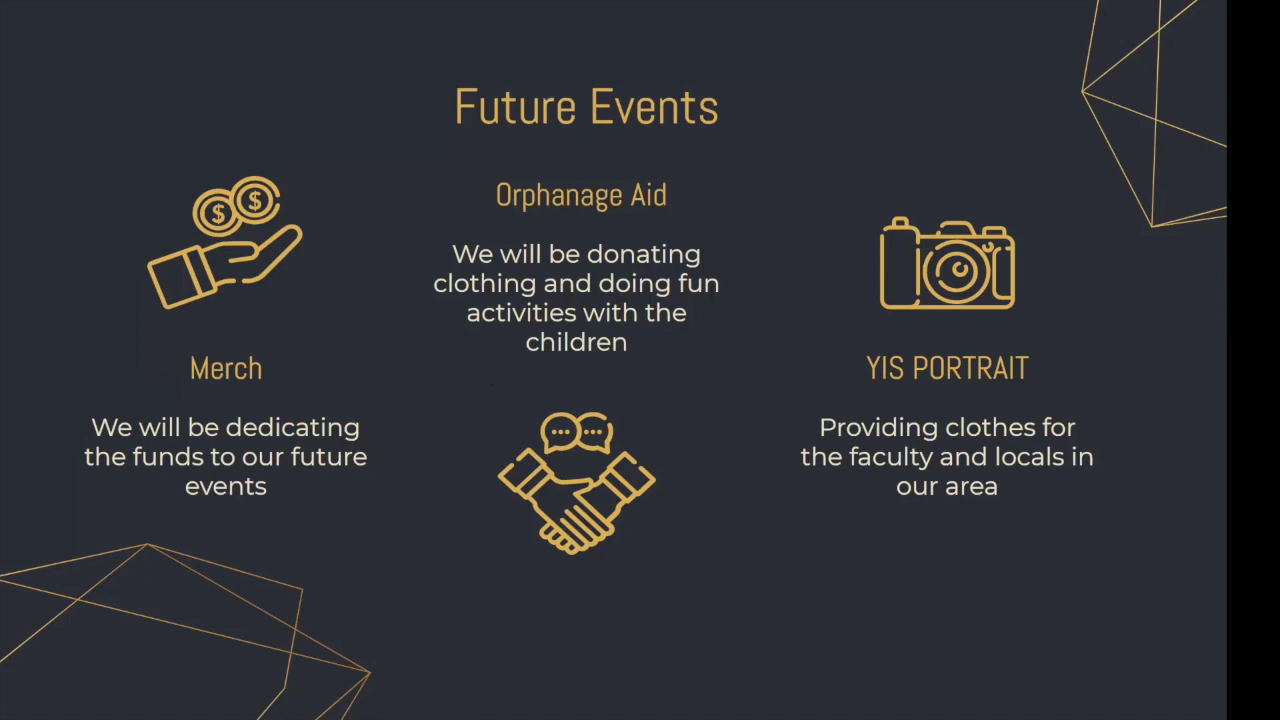 Future Events
Merch
We will be dedicating
the funds to our future
events
Orphanage Aid
We will be donating
clothing and doing fun
activities with the
children
YIS PORTRAIT
Providing clothes for
the faculty and locals in
our area